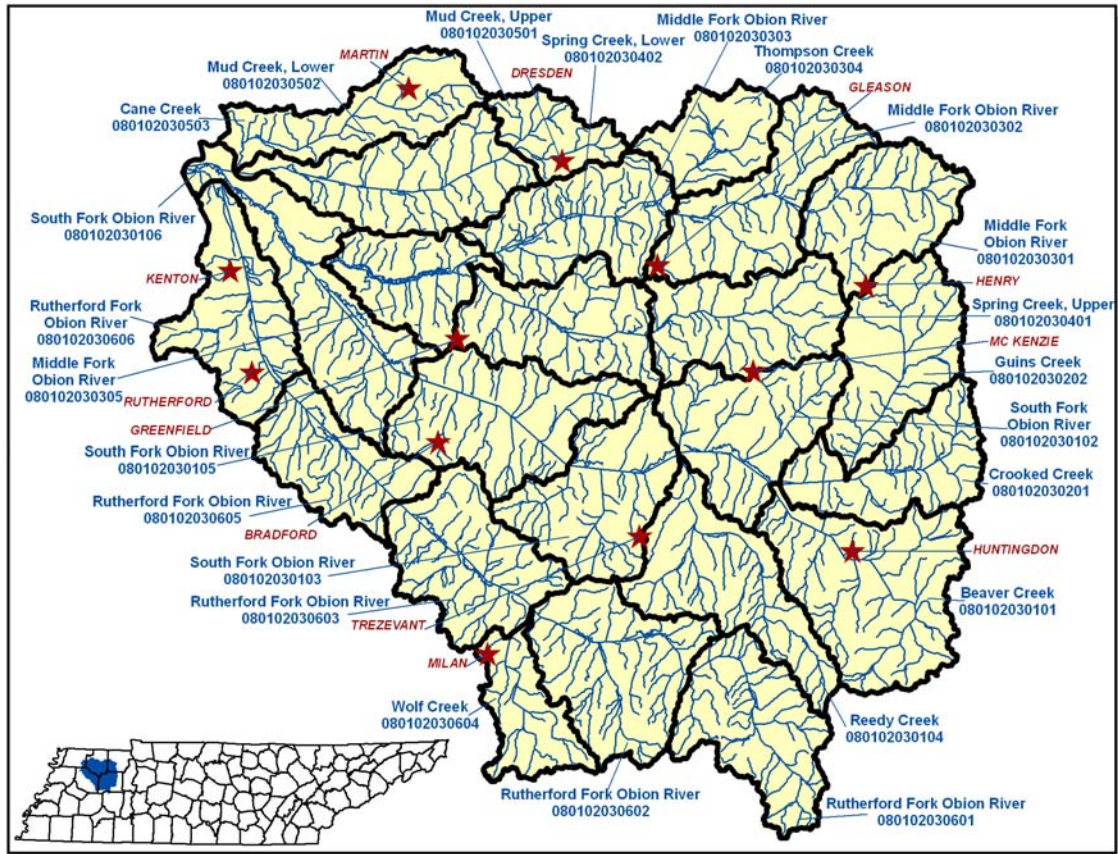 Mud Creek, Upper
080102030501
Middle Fork Obion River
080102030303
Spring Creek, Lower
080102030402
Thompson Creek
080102030304
MARTIN
DRESDEN
GLEASON
Mud Creek, Lower
080102030502
Middle Fork Obion River
080102030302
Cane Creek
080102030503
South Fork Obion River
080102030106
Middle Fork
Obion River
080102030301
KENTON
HENRY
Rutherford Fork
Obion River
080102030606
Spring Creek, Upper
080102030401
MC KENZIE
Middle Fork
Obion River
080102030305
Guins Creek
080102030202
RUTHERFORD
GREENFIELD
South Fork
Obion River
080102030102
South Fork Obion River
080102030105
Crooked Creek
080102030201
Rutherford Fork Obion River
080102030605
BRADFORD
HUNTINGDON
South Fork Obion River
080102030103
Beaver Creek
080102030101
Rutherford Fork Obion River
080102030603
TREZEVANT
MILAN
Wolf Creek
080102030604
Reedy Creek
080102030104
Rutherford Fork Obion River
080102030602
Rutherford Fork Obion River
080102030601